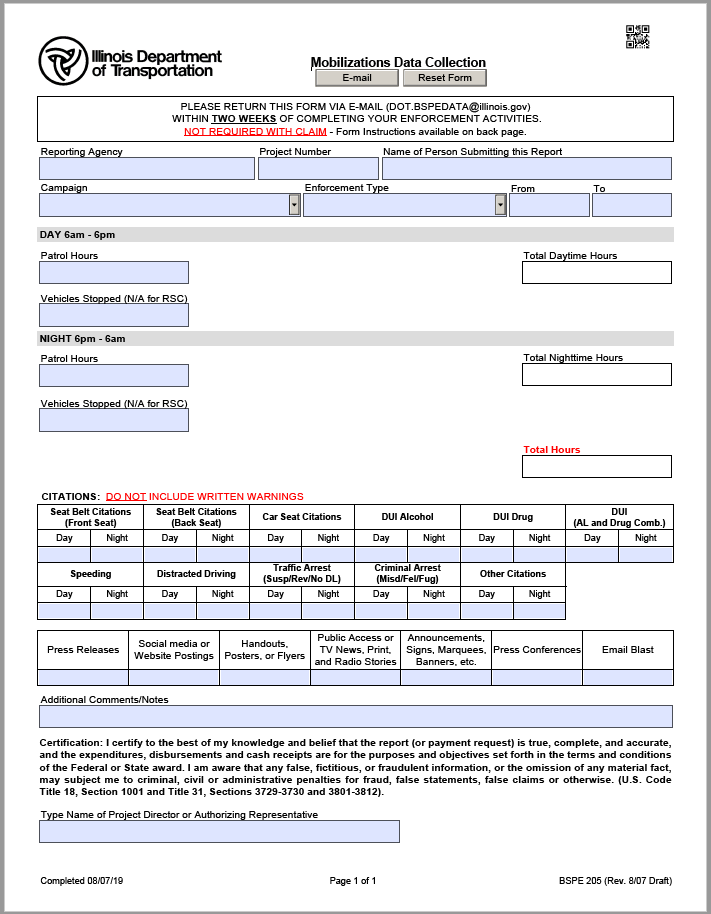 Illinois Department
of Transportation
Mobilizations Data Collection
E-mail Reset Form
PLEASE RETURN THIS FORM VIA E-MAIL (DOT.BSPEDATA@illinois.gov)
WITHIN TWO WEEKS OF COMPLETING YOUR ENFORCEMENT ACTIVITIES.
NOT REQUIRED WITH CLAIM - Form Instructions available on back page.
Reporting Agency Project Number Name of Person Submitting this Report
Campaign Enforcement Type From To
DAY 6am - 6pm
Patrol Hours Total Daytime Hours
Vehicles Stopped (N/A for RSC)
NIGHT 6pm - 6am
Patrol Hours Total Nighttime Hours
Vehicles Stopped (N/A for RSC)
Total Hours
CITATIONS: DO NOT INCLUDE WRITTEN WARNINGS
Seat Belt Citations
(Front Seat)
Seat Belt Citations
(Back Seat)
Car Seat Citations
DUI Alcohol
DUI Drug
DUI
(AL and Drug Comb.)
Day Night Day Night Day Night Day Night Day Night Day Night
Speeding
Distracted Driving
Traffic Arrest
(Susp/Rev/No DL)
Criminal Arrest
(Misd/Fel/Fug)
Other Citations
Day Night Day Night Day Night Day Night Day Night
Press Releases
Social media or
Website Postings
Handouts,
Posters, or Flyers
Public Access or
TV News, Print,
and Radio Stories
Announcements,
Signs, Marquees,
Banners, etc.
Press Conferences
Email Blast
Additional Comments/Notes
Certification: I certify to the best of my knowledge and belief that the report (or payment request) is true, complete, and accurate,
and the expenditures, disbursements and cash receipts are for the purposes and objectives set forth in the terms and conditions
of the Federal or State award. I am aware that any false, fictitious, or fraudulent information, or the omission of any material fact,
may subject me to criminal, civil or administrative penalties for fraud, false statements, false claims or otherwise. (U.S. Code
Title 18, Section 1001 and Title 31, Sections 3729-3730 and 3801-3812).
Type Name of Project Director or Authorizing Representative
Completed 08/07/19 Page 1 of 1 BSPE 205 (Rev. 8/07 Draft)